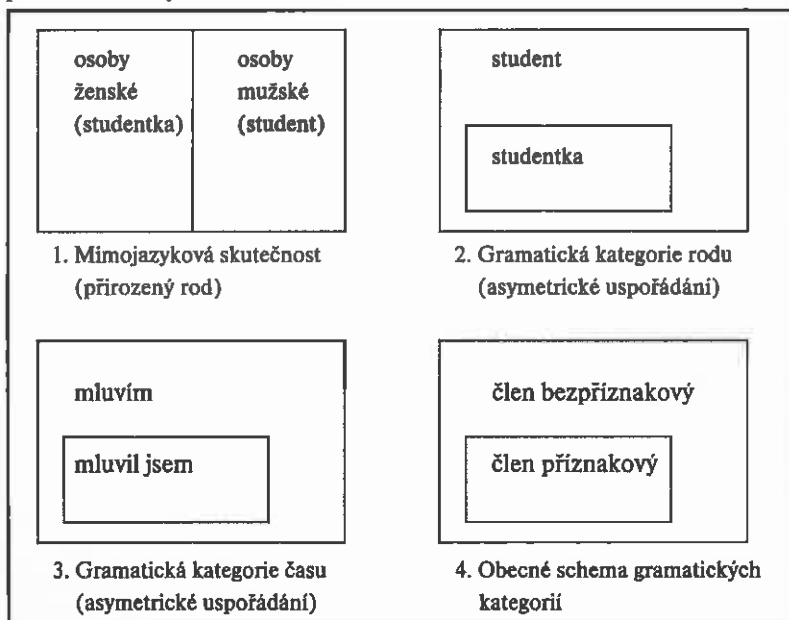 osoby
ženské
(studentka)
osoby
mužské
(student)
student
studentka
1. Mimojazyková skutečnost
(přirozený rod)
2. Gramatická kategorie rodu
(asymetrické uspořádání)
mluvím
mluvil jsem
člen bezpříznakový
člen příznakový
3. Gramatická kategorie času
(asymetrické uspořádání)
4. Obecné schema gramatických
kategorií